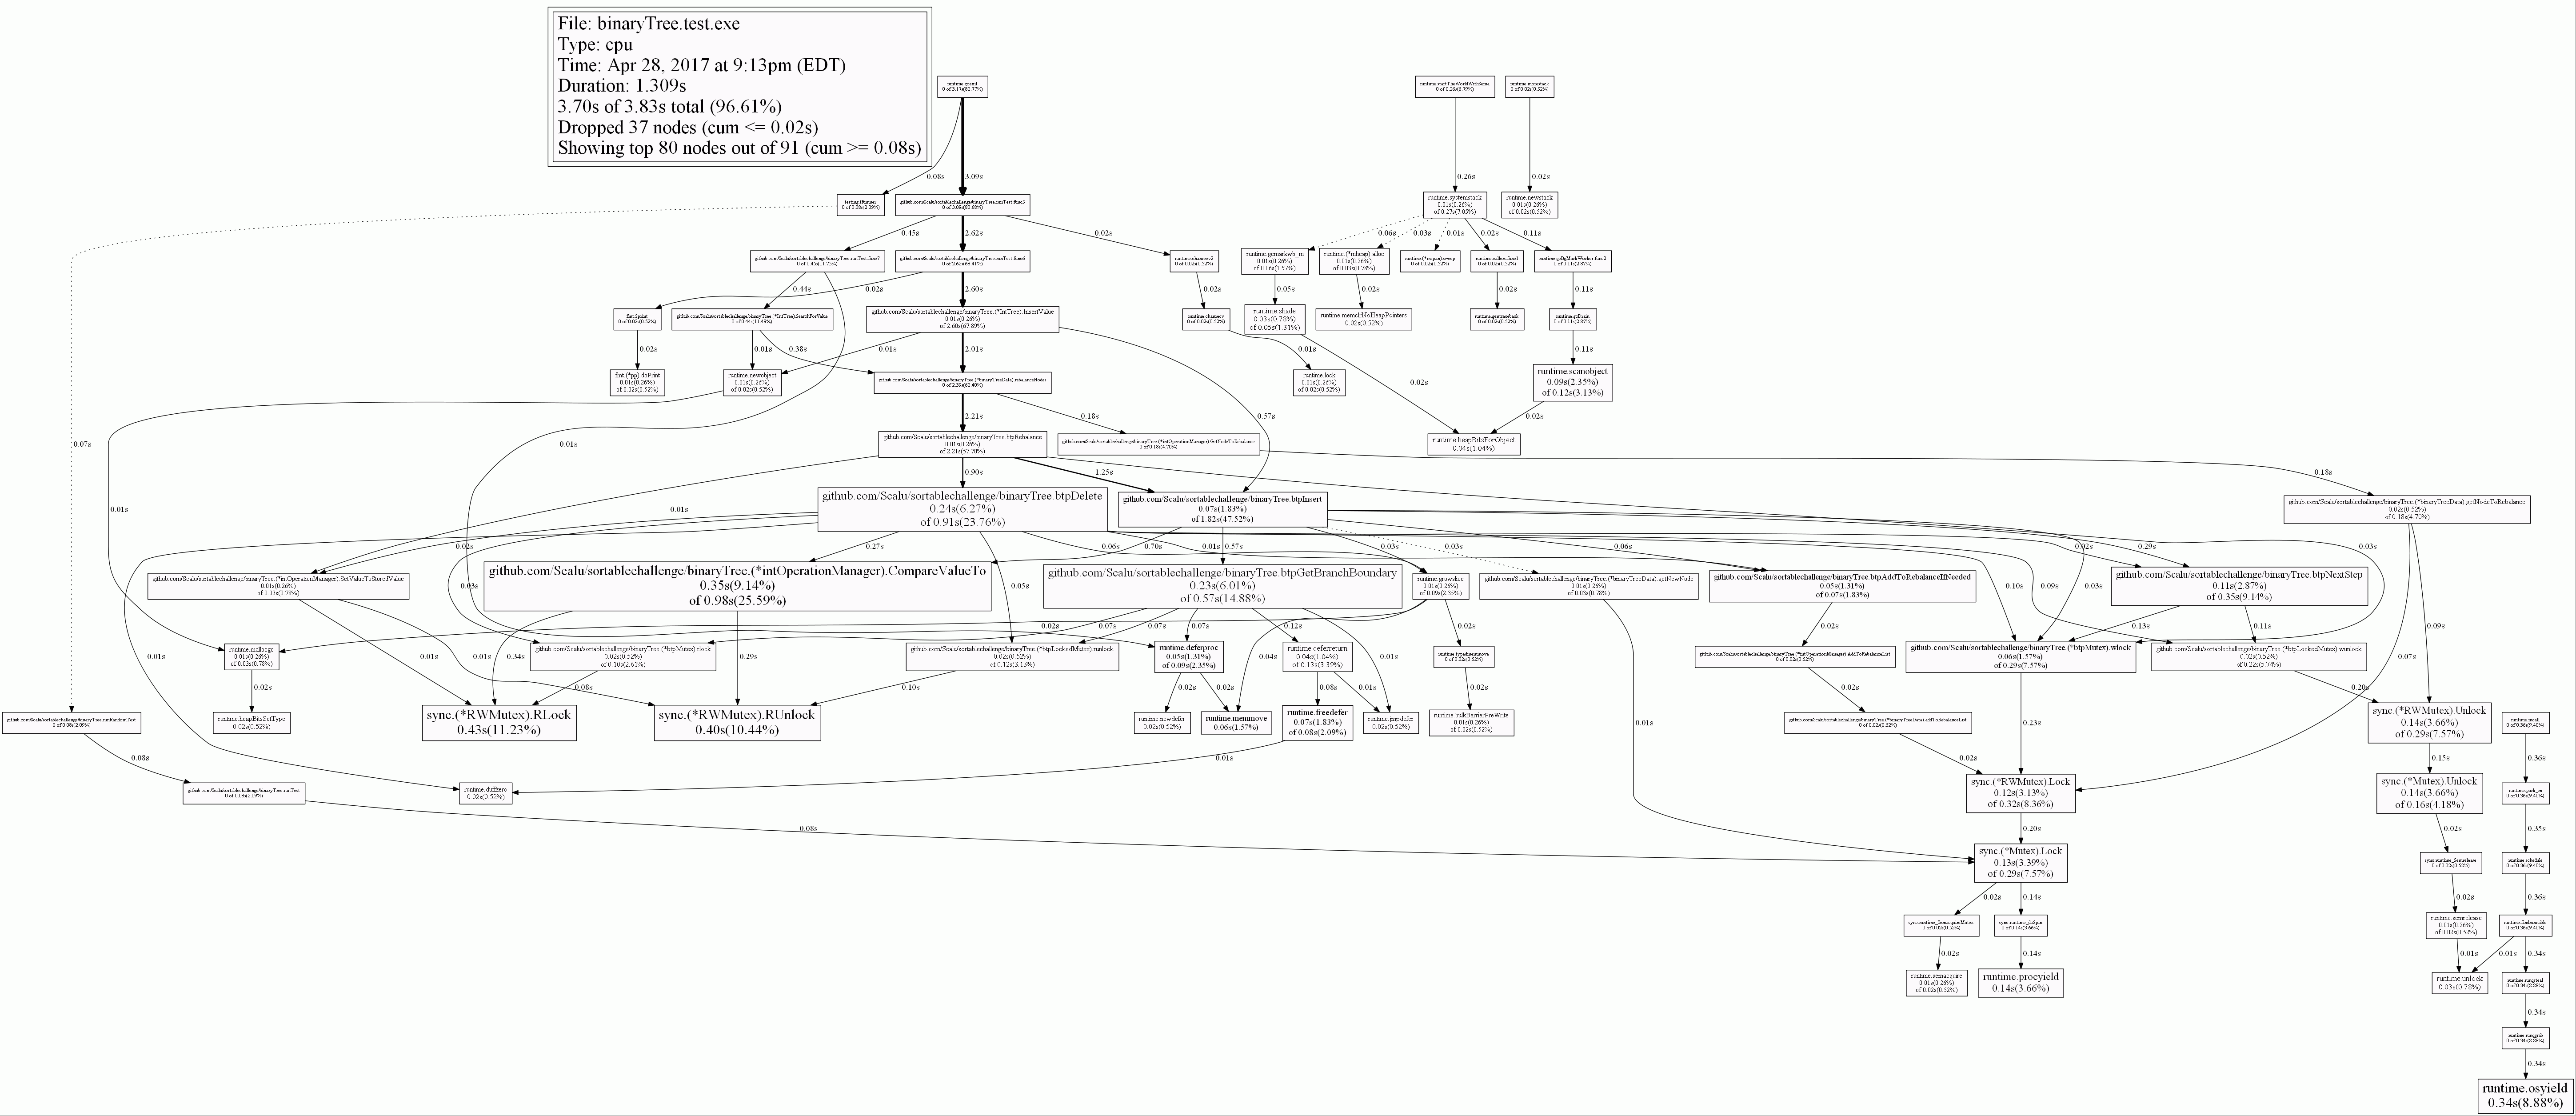 File: binaryTree.test.exe
Type: cpu
Time: Apr 28, 2017 at 9:13pm (EDT)
Duration: 1.309s
3.70s of 3.83s total (96.61%)
Dropped 37 nodes (cum <= 0.02s)
Showing top 80 nodes out of 91 (cum >= 0.08s)
runtime.goexit
0 of 3.17s(82.77%)
runtime.startTheWorldWithSema
0 of 0.26s(6.79%)
runtime.morestack
0 of 0.02s(0.52%)
0.08s
3.09s
0.26s
0.02s
testing.tRunner
0 of 0.08s(2.09%)
github.com/Scalu/sortablechallenge/binaryTree.runTest.func5
0 of 3.09s(80.68%)
runtime.systemstack
0.01s(0.26%)
of 0.27s(7.05%)
runtime.newstack
0.01s(0.26%)
of 0.02s(0.52%)
0.45s
2.62s
0.02s
0.06s
0.03s
0.01s
0.02s
0.11s
github.com/Scalu/sortablechallenge/binaryTree.runTest.func7
0 of 0.45s(11.75%)
github.com/Scalu/sortablechallenge/binaryTree.runTest.func6
0 of 2.62s(68.41%)
runtime.chanrecv2
0 of 0.02s(0.52%)
runtime.gcmarkwb_m
0.01s(0.26%)
of 0.06s(1.57%)
runtime.(*mheap).alloc
0.01s(0.26%)
of 0.03s(0.78%)
runtime.(*mspan).sweep
0 of 0.02s(0.52%)
runtime.callers.func1
0 of 0.02s(0.52%)
runtime.gcBgMarkWorker.func2
0 of 0.11s(2.87%)
0.44s
0.02s
2.60s
0.02s
0.05s
0.02s
0.02s
0.11s
fmt.Sprint
0 of 0.02s(0.52%)
github.com/Scalu/sortablechallenge/binaryTree.(*IntTree).SearchForValue
0 of 0.44s(11.49%)
github.com/Scalu/sortablechallenge/binaryTree.(*IntTree).InsertValue
0.01s(0.26%)
of 2.60s(67.89%)
runtime.chanrecv
0 of 0.02s(0.52%)
runtime.shade
0.03s(0.78%)
of 0.05s(1.31%)
runtime.memclrNoHeapPointers
0.02s(0.52%)
runtime.gentraceback
0 of 0.02s(0.52%)
runtime.gcDrain
0 of 0.11s(2.87%)
0.02s
0.01s
0.38s
0.01s
2.01s
0.01s
0.11s
fmt.(*pp).doPrint
0.01s(0.26%)
of 0.02s(0.52%)
runtime.newobject
0.01s(0.26%)
of 0.02s(0.52%)
github.com/Scalu/sortablechallenge/binaryTree.(*binaryTreeData).rebalanceNodes
0 of 2.39s(62.40%)
runtime.lock
0.01s(0.26%)
of 0.02s(0.52%)
0.02s
runtime.scanobject
0.09s(2.35%)
of 0.12s(3.13%)
2.21s
0.18s
0.57s
0.02s
0.07s
0.01s
github.com/Scalu/sortablechallenge/binaryTree.btpRebalance
0.01s(0.26%)
of 2.21s(57.70%)
github.com/Scalu/sortablechallenge/binaryTree.(*intOperationManager).GetNodeToRebalance
0 of 0.18s(4.70%)
runtime.heapBitsForObject
0.04s(1.04%)
0.90s
1.25s
0.18s
0.01s
0.01s
github.com/Scalu/sortablechallenge/binaryTree.btpDelete
0.24s(6.27%)
of 0.91s(23.76%)
github.com/Scalu/sortablechallenge/binaryTree.btpInsert
0.07s(1.83%)
of 1.82s(47.52%)
github.com/Scalu/sortablechallenge/binaryTree.(*binaryTreeData).getNodeToRebalance
0.02s(0.52%)
of 0.18s(4.70%)
0.02s
0.27s
0.06s
0.70s
0.01s
0.57s
0.03s
0.03s
0.06s
0.02s
0.29s
0.03s
0.03s
0.05s
0.10s
0.09s
0.03s
github.com/Scalu/sortablechallenge/binaryTree.(*intOperationManager).SetValueToStoredValue
0.01s(0.26%)
of 0.03s(0.78%)
github.com/Scalu/sortablechallenge/binaryTree.(*intOperationManager).CompareValueTo
0.35s(9.14%)
of 0.98s(25.59%)
github.com/Scalu/sortablechallenge/binaryTree.btpGetBranchBoundary
0.23s(6.01%)
of 0.57s(14.88%)
runtime.growslice
0.01s(0.26%)
of 0.09s(2.35%)
github.com/Scalu/sortablechallenge/binaryTree.(*binaryTreeData).getNewNode
0.01s(0.26%)
of 0.03s(0.78%)
github.com/Scalu/sortablechallenge/binaryTree.btpAddToRebalanceIfNeeded
0.05s(1.31%)
of 0.07s(1.83%)
github.com/Scalu/sortablechallenge/binaryTree.btpNextStep
0.11s(2.87%)
of 0.35s(9.14%)
0.02s
0.07s
0.07s
0.07s
0.12s
0.02s
0.02s
0.13s
0.11s
0.09s
0.07s
runtime.mallocgc
0.01s(0.26%)
of 0.03s(0.78%)
0.01s
0.01s
0.34s
github.com/Scalu/sortablechallenge/binaryTree.(*btpMutex).rlock
0.02s(0.52%)
of 0.10s(2.61%)
0.29s
github.com/Scalu/sortablechallenge/binaryTree.(*btpLockedMutex).runlock
0.02s(0.52%)
of 0.12s(3.13%)
runtime.deferproc
0.05s(1.31%)
of 0.09s(2.35%)
0.04s
runtime.deferreturn
0.04s(1.04%)
of 0.13s(3.39%)
0.01s
runtime.typedmemmove
0 of 0.02s(0.52%)
github.com/Scalu/sortablechallenge/binaryTree.(*intOperationManager).AddToRebalanceList
0 of 0.02s(0.52%)
github.com/Scalu/sortablechallenge/binaryTree.(*btpMutex).wlock
0.06s(1.57%)
of 0.29s(7.57%)
github.com/Scalu/sortablechallenge/binaryTree.(*btpLockedMutex).wunlock
0.02s(0.52%)
of 0.22s(5.74%)
0.01s
0.02s
0.08s
0.10s
0.02s
0.02s
0.08s
0.01s
0.02s
0.02s
0.20s
github.com/Scalu/sortablechallenge/binaryTree.runRandomTest
0 of 0.08s(2.09%)
runtime.heapBitsSetType
0.02s(0.52%)
sync.(*RWMutex).RLock
0.43s(11.23%)
sync.(*RWMutex).RUnlock
0.40s(10.44%)
runtime.newdefer
0.02s(0.52%)
runtime.memmove
0.06s(1.57%)
runtime.freedefer
0.07s(1.83%)
of 0.08s(2.09%)
runtime.jmpdefer
0.02s(0.52%)
runtime.bulkBarrierPreWrite
0.01s(0.26%)
of 0.02s(0.52%)
0.01s
github.com/Scalu/sortablechallenge/binaryTree.(*binaryTreeData).addToRebalanceList
0 of 0.02s(0.52%)
0.23s
sync.(*RWMutex).Unlock
0.14s(3.66%)
of 0.29s(7.57%)
runtime.mcall
0 of 0.36s(9.40%)
0.08s
0.01s
0.02s
0.15s
0.36s
github.com/Scalu/sortablechallenge/binaryTree.runTest
0 of 0.08s(2.09%)
runtime.duffzero
0.02s(0.52%)
sync.(*RWMutex).Lock
0.12s(3.13%)
of 0.32s(8.36%)
sync.(*Mutex).Unlock
0.14s(3.66%)
of 0.16s(4.18%)
runtime.park_m
0 of 0.36s(9.40%)
0.08s
0.20s
0.02s
0.35s
sync.(*Mutex).Lock
0.13s(3.39%)
of 0.29s(7.57%)
sync.runtime_Semrelease
0 of 0.02s(0.52%)
runtime.schedule
0 of 0.36s(9.40%)
0.02s
0.14s
0.02s
0.36s
sync.runtime_SemacquireMutex
0 of 0.02s(0.52%)
sync.runtime_doSpin
0 of 0.14s(3.66%)
runtime.semrelease
0.01s(0.26%)
of 0.02s(0.52%)
runtime.findrunnable
0 of 0.36s(9.40%)
0.02s
0.14s
0.01s
0.01s
0.34s
runtime.semacquire
0.01s(0.26%)
of 0.02s(0.52%)
runtime.procyield
0.14s(3.66%)
runtime.unlock
0.03s(0.78%)
runtime.runqsteal
0 of 0.34s(8.88%)
0.34s
runtime.runqgrab
0 of 0.34s(8.88%)
0.34s
runtime.osyield
0.34s(8.88%)